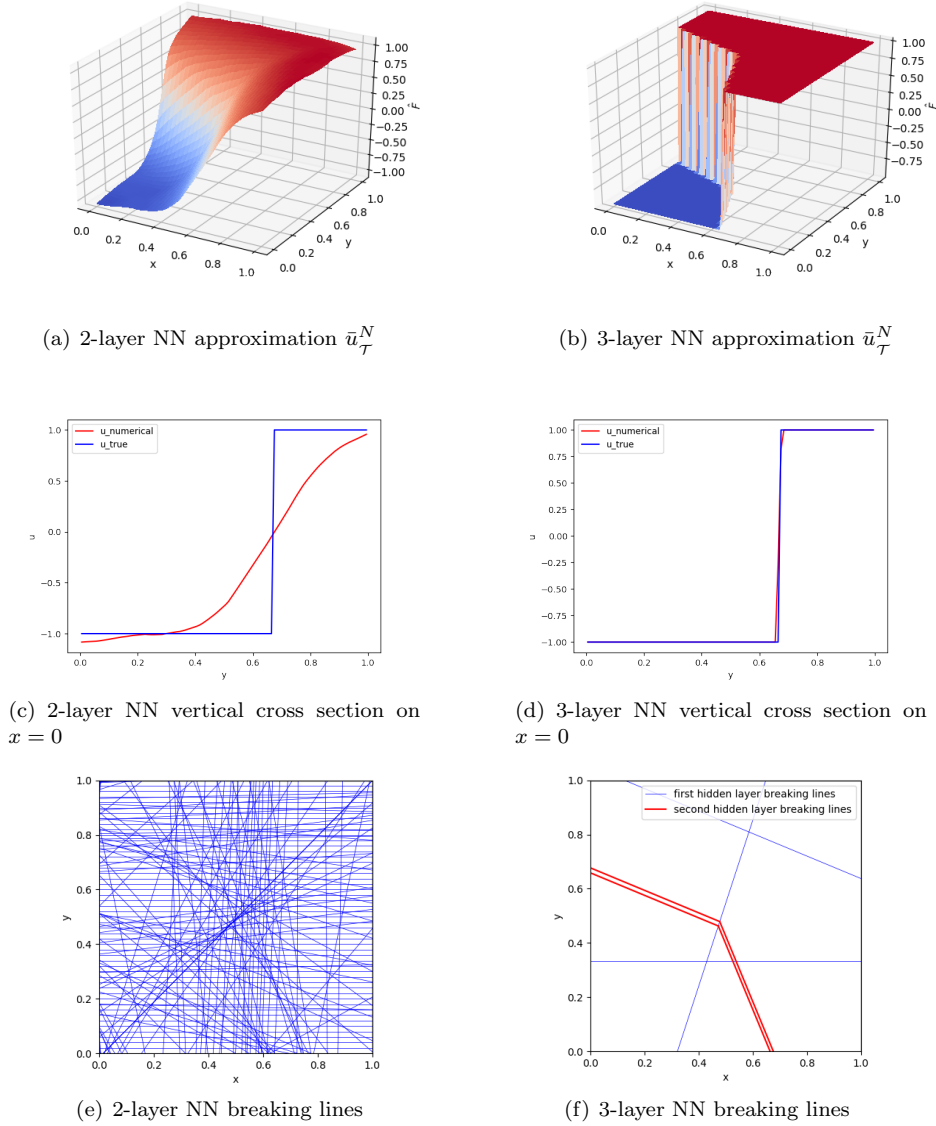 1.00
0.75
0.50
0.25
0.00
−0.25
−0.50
−0.75
−1.00
F̂
0.0
0.2
0.4
0.6
0.8
1.0
x
0.0
0.2
0.4
0.6
0.8
1.0
y
1.00
0.75
0.50
0.25
0.00
−0.25
−0.50
−0.75
F̂
0.0
0.2
0.4
0.6
0.8
1.0
x
0.0
0.2
0.4
0.6
0.8
1.0
y
(a) 2-layer NN approximation ū_𝒯^N
(b) 3-layer NN approximation ū_𝒯^N
u_numerical
u_true
1.0
0.5
0.0
−0.5
−1.0
u
0.0 0.2 0.4 0.6 0.8 1.0
y
u_numerical
u_true
1.00
0.75
0.50
0.25
0.00
−0.25
−0.50
−0.75
−1.00
u
0.0 0.2 0.4 0.6 0.8 1.0
y
(c) 2-layer NN vertical cross section on
x = 0
(d) 3-layer NN vertical cross section on
x = 0
1.0
0.8
0.6
0.4
0.2
0.0
y
0.0 0.2 0.4 0.6 0.8 1.0
x
first hidden layer breaking lines
second hidden layer breaking lines
1.0
0.8
0.6
0.4
0.2
0.0
y
0.0 0.2 0.4 0.6 0.8 1.0
x
(e) 2-layer NN breaking lines
(f) 3-layer NN breaking lines